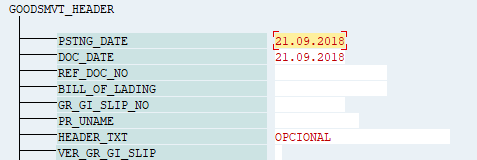 GOODSMVT_HEADER
PSTNG_DATE 21.09.2018
DOC_DATE 21.09.2018
REF_DOC_NO
BILL_OF_LADING
GR_GI_SLIP_NO
PR_UNAME
HEADER_TXT OPCIONAL
VER_GR_GI_SLIP